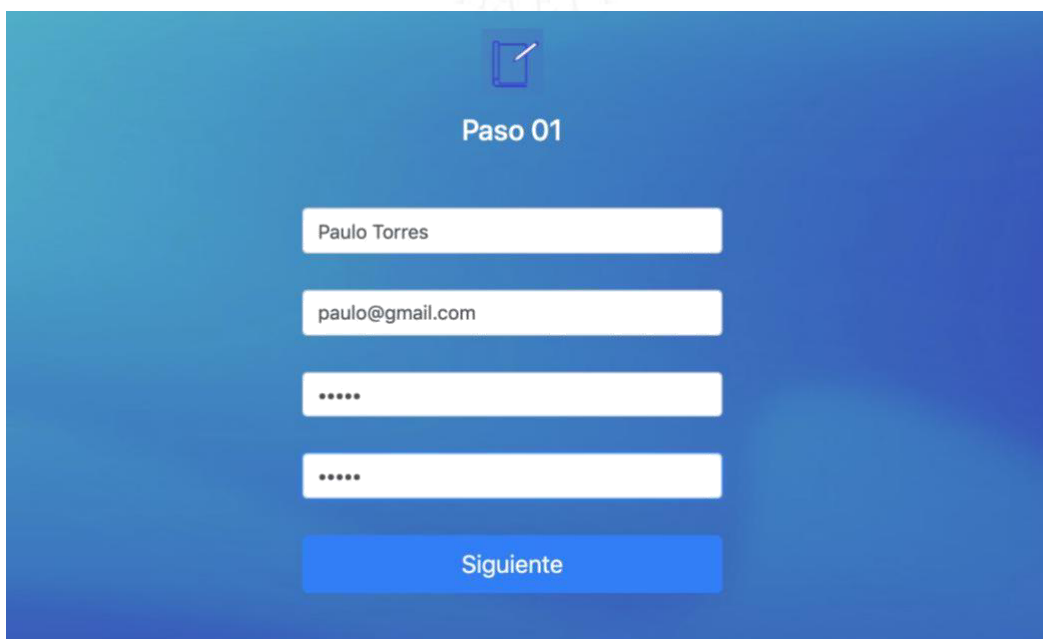 Paso 01
Paulo Torres
paulo@gmail.com
•••••
•••••
Siguiente